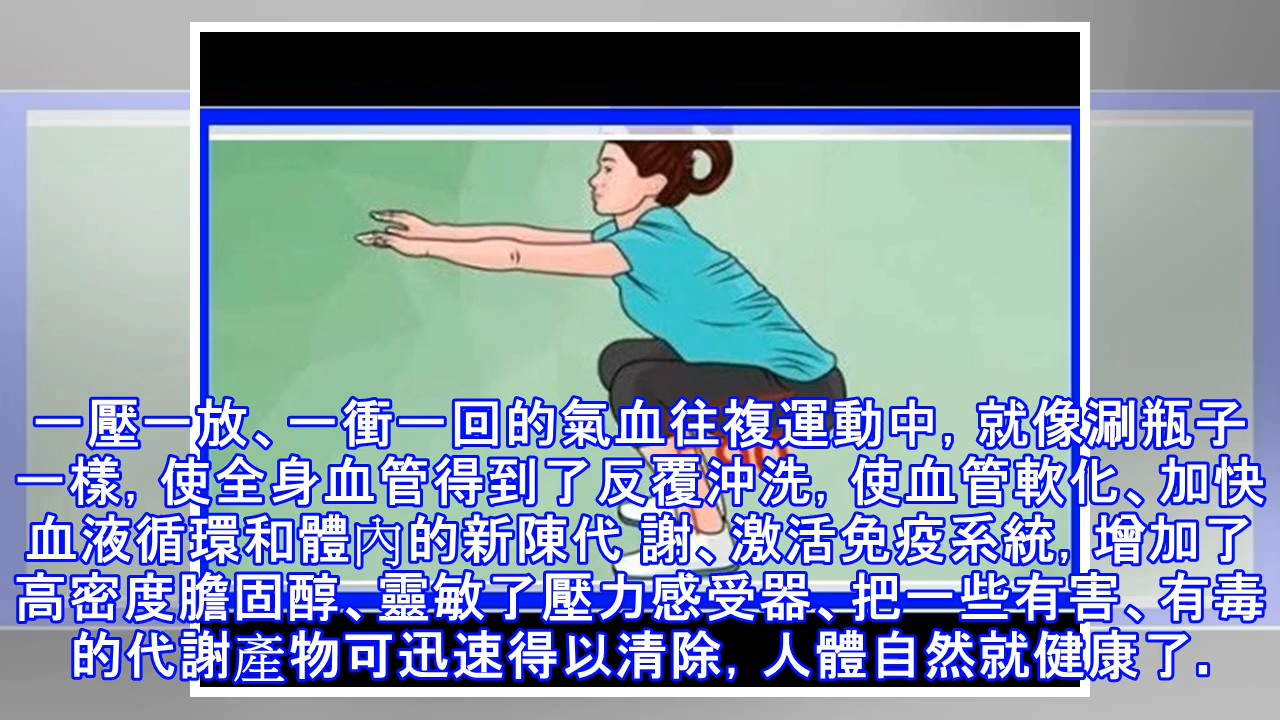 一壓一放、一衝一回的氣血往複運動中, 就像涮瓶子
一樣, 使全身血管得到了反覆沖洗, 使血管軟化、加快
血液循環和體內的新陳代 謝、激活免疫系統, 增加了
高密度膽固醇、靈敏了壓力感受器、把一些有害、有毒
的代謝產物可迅速得以清除, 人體自然就健康了.